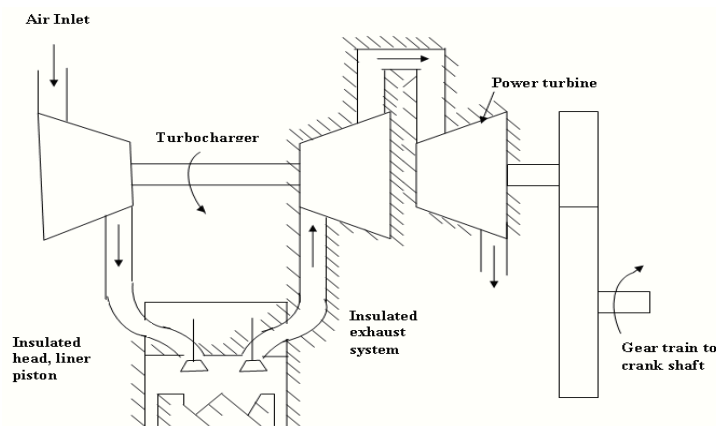 Air Inlet
Power turbine
Turbocharger
Insulated
head, liner
piston
Insulated
exhaust
system
Gear train to
crank shaft